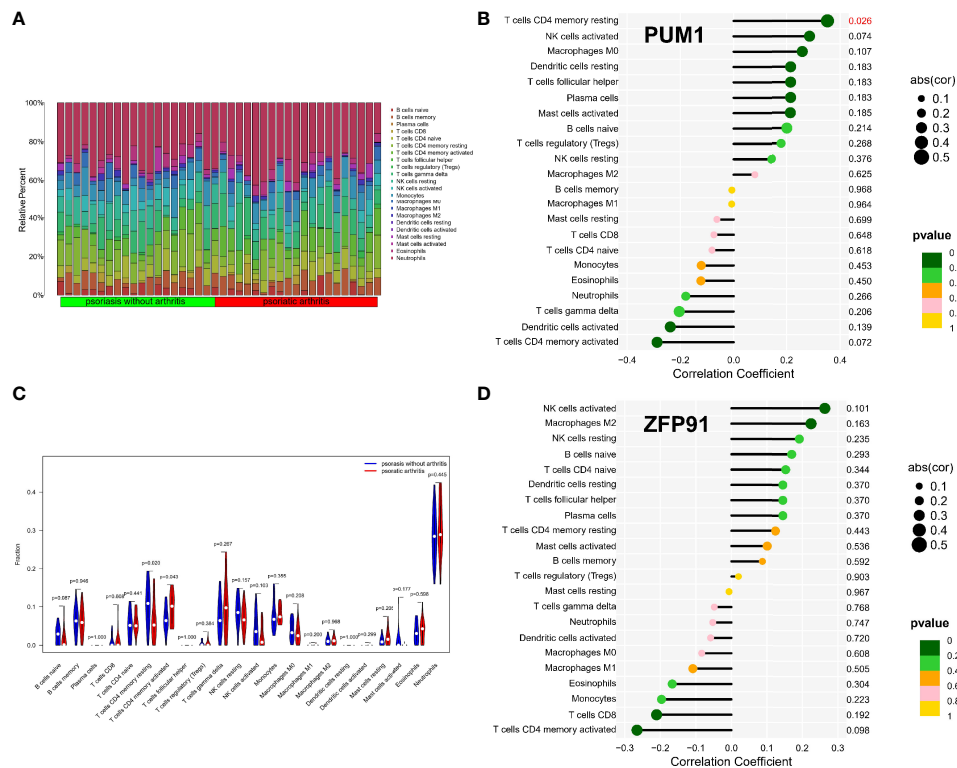 A
100%
80%
60%
40%
20%
0%
Relative Percent
psoriasis without arthritis
psoriatic arthritis
B cells naive
B cells memory
Plasma cells
T cells CD8
T cells CD4 naive
T cells CD4 memory resting
T cells CD4 memory activated
T cells follicular helper
T cells regulatory (Tregs)
T cells gamma delta
NK cells resting
NK cells activated
Monocytes
Macrophages M0
Macrophages M1
Macrophages M2
Dendritic cells resting
Dendritic cells activated
Mast cells resting
Mast cells activated
Eosinophils
Neutrophils
B
PUM1
T cells CD4 memory resting 0.026
NK cells activated 0.074
Macrophages M0 0.107
Dendritic cells resting 0.183
T cells follicular helper 0.183
Plasma cells 0.183
Mast cells activated 0.185
B cells naive 0.214
T cells regulatory (Tregs) 0.268
NK cells resting 0.376
Macrophages M2 0.625
B cells memory 0.968
Macrophages M1 0.964
Mast cells resting 0.699
T cells CD8 0.648
T cells CD4 naive 0.618
Monocytes 0.453
Eosinophils 0.450
Neutrophils 0.266
T cells gamma delta 0.206
Dendritic cells activated 0.139
T cells CD4 memory activated 0.072
−0.4 −0.2 0.0 0.2 0.4
Correlation Coefficient
abs(cor)
0.1
0.2
0.3
0.4
0.5
pvalue
0
0.
0.
0.
0.
1
C
psorasis without arthritis
psoratic arthritis
Fraction
0.4
0.3
0.2
0.1
0.0
p=0.087
p=0.946
p=1.000
p=0.441
p=0.020
p=0.043
p=1.000
p=0.267
p=0.157
p=0.103
p=0.208
p=0.300
p=0.299
p=0.177
p=0.445
B cells naive
B cells memory
Plasma cells
T cells CD8
T cells CD4 naive
T cells CD4 memory resting
T cells CD4 memory activated
T cells follicular helper
T cells regulatory (Tregs)
T cells gamma delta
NK cells resting
NK cells activated
Monocytes
Macrophages M0
Macrophages M1
Macrophages M2
Dendritic cells resting
Dendritic cells activated
Mast cells resting
Mast cells activated
Eosinophils
Neutrophils
D
ZFP91
NK cells activated 0.101
Macrophages M2 0.163
NK cells resting 0.235
B cells naive 0.293
T cells CD4 naive 0.344
Dendritic cells resting 0.370
T cells follicular helper 0.370
Plasma cells 0.370
T cells CD4 memory resting 0.443
Mast cells activated 0.536
B cells memory 0.592
T cells regulatory (Tregs) 0.903
Mast cells resting 0.967
T cells gamma delta 0.768
Neutrophils 0.747
Dendritic cells activated 0.720
Macrophages M0 0.608
Macrophages M1 0.505
Eosinophils 0.304
Monocytes 0.223
T cells CD8 0.192
T cells CD4 memory activated 0.098
−0.3 −0.2 −0.1 0.0 0.1 0.2 0.3
Correlation Coefficient
abs(cor)
0.1
0.2
0.3
0.4
0.5
pvalue
0
0.2
0.4
0.6
0.8
1